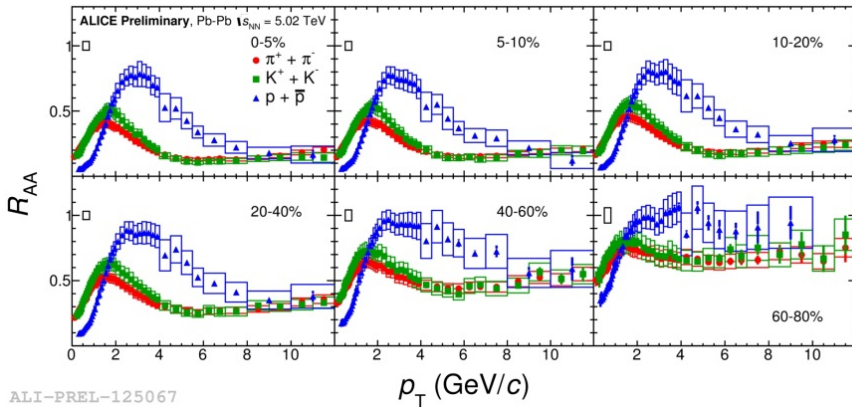 ALICE Preliminary, Pb-Pb √sNN = 5.02 TeV
0-5%
5-10%
10-20%
π⁺ + π⁻
K⁺ + K⁻
p + p̅
1
0.5
RAA
20-40%
40-60%
60-80%
1
0.5
0 2 4 6 8 10
2 4 6 8 10
2 4 6 8 10
pT (GeV/c)
ALI-PREL-125067